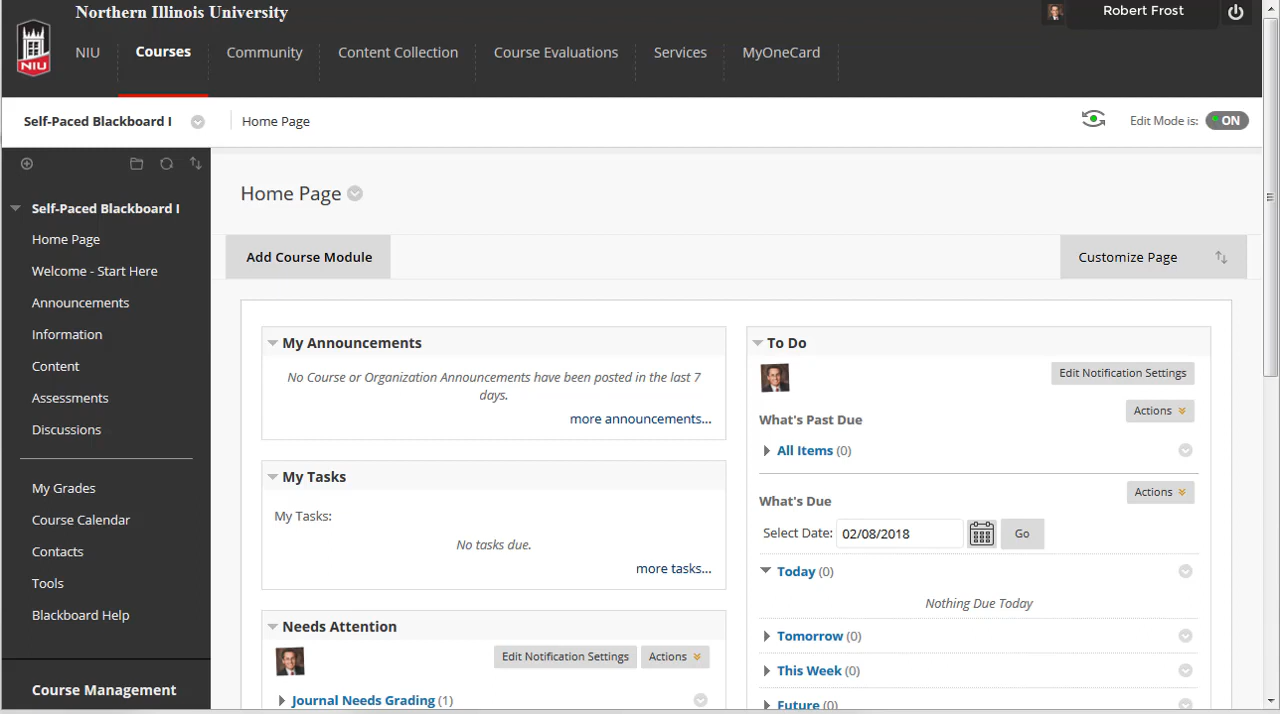 Northern Illinois University
Robert Frost
NIU
Courses
Community
Content Collection
Course Evaluations
Services
MyOneCard
NIU
Self-Paced Blackboard I
Home Page
Edit Mode is:
ON
Self-Paced Blackboard I
Home Page
Welcome - Start Here
Announcements
Information
Content
Assessments
Discussions
My Grades
Course Calendar
Contacts
Tools
Blackboard Help
Course Management
Home Page
Add Course Module
Customize Page
My Announcements
No Course or Organization Announcements have been posted in the last 7
days.
more announcements...
My Tasks
My Tasks:
No tasks due.
more tasks...
Needs Attention
Edit Notification Settings
Actions
Journal Needs Grading (1)
To Do
Edit Notification Settings
Actions
What's Past Due
All Items (0)
Actions
What's Due
Select Date: 02/08/2018 Go
Today (0)
Nothing Due Today
Tomorrow (0)
This Week (0)
Future (0)